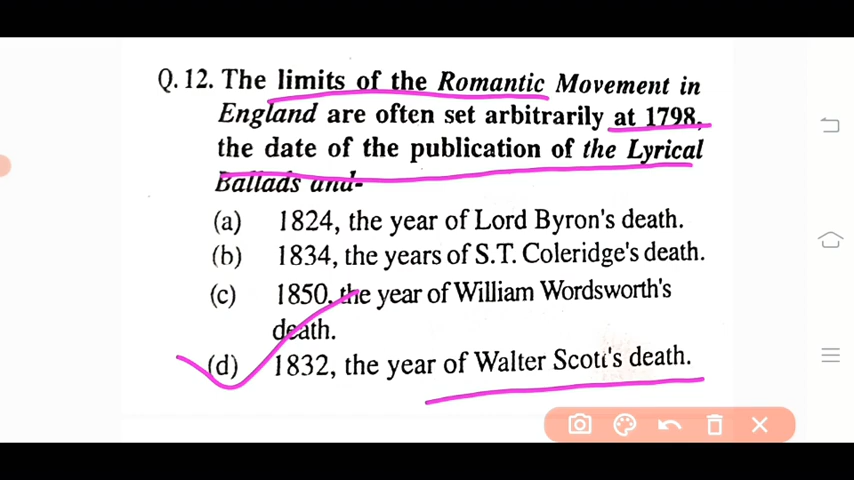 Q.12. The limits of the Romantic Movement in
England are often set arbitrarily at 1798,
the date of the publication of the Lyrical
Ballads and-
(a) 1824, the year of Lord Byron's death.
(b) 1834, the years of S.T. Coleridge's death.
(c) 1850, the year of William Wordsworth's
death.
(d) 1832, the year of Walter Scott's death.